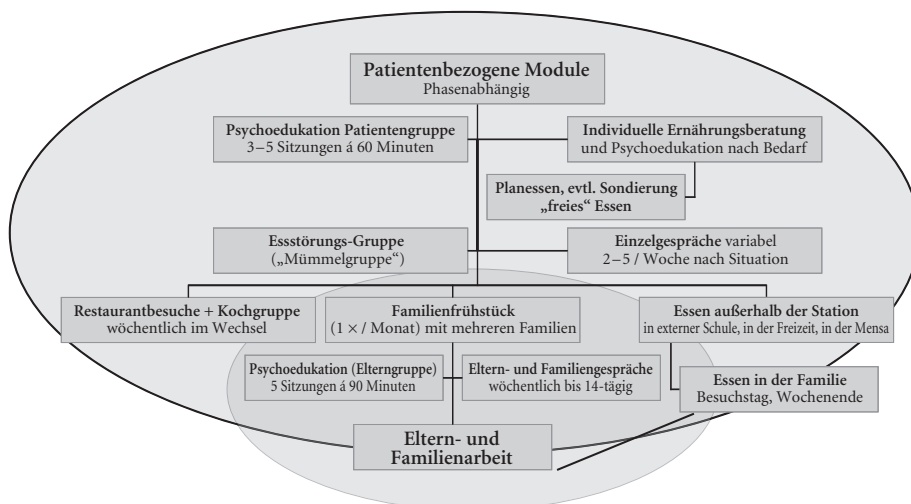 Patientenbezogene Module
Phasenabhängig
Psychoedukation Patientengruppe
3–5 Sitzungen á 60 Minuten
Individuelle Ernährungsberatung
und Psychoedukation nach Bedarf
Planessen, evtl. Sondierung
„freies“ Essen
Essstörungs-Gruppe
(„Mümmelgruppe“)
Einzelgespräche variabel
2–5 / Woche nach Situation
Restaurantbesuche + Kochgruppe
wöchentlich im Wechsel
Familienfrühstück
(1 × / Monat) mit mehreren Familien
Essen außerhalb der Station
in externer Schule, in der Freizeit, in der Mensa
Psychoedukation (Elterngruppe)
5 Sitzungen á 90 Minuten
Eltern- und Familiengespräche
wöchentlich bis 14-tägig
Essen in der Familie
Besuchstag, Wochenende
Eltern- und
Familienarbeit